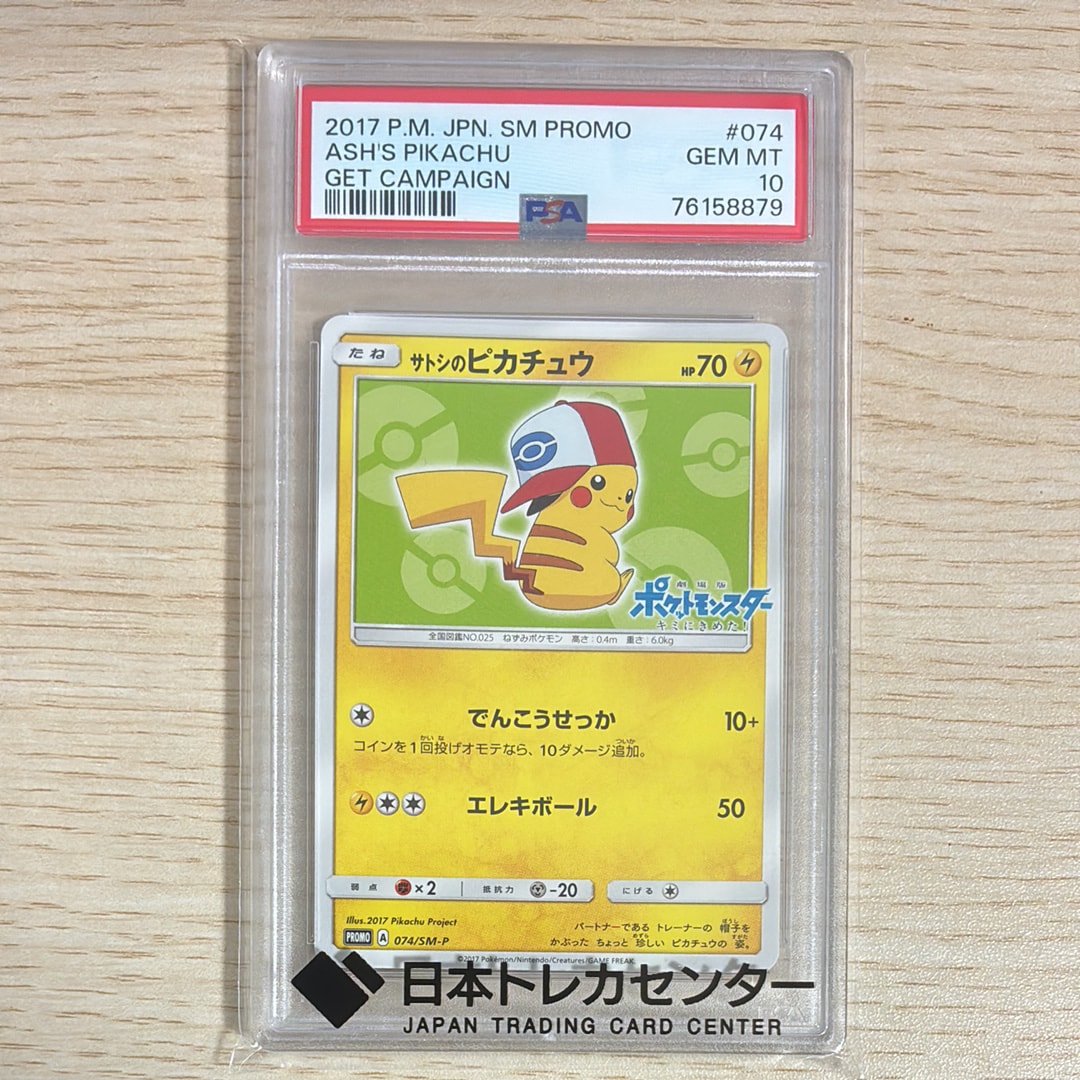 2017 P.M. JPN. SM PROMO #074
ASH'S PIKACHU GEM MT
GET CAMPAIGN 10
PSA 76158879
たね サトシのピカチュウ HP70
劇場版
ポケットモンスター
キミにきめた!
全国図鑑NO.025 ねずみポケモン 高さ:0.4m 重さ:6.0kg
でんこうせっか 10+
コインを1回投げオモテなら、10ダメージ追加。
エレキボール 50
弱点 ×2 抵抗力 -20 にげる
Illus.2017 Pikachu Project
PROMO A 074/SM-P
パートナーである トレーナーの 帽子を
かぶった ちょっと 珍しい ピカチュウの 姿。
©2017 Pokémon/Nintendo/Creatures/GAME FREAK.
日本トレカセンター
JAPAN TRADING CARD CENTER